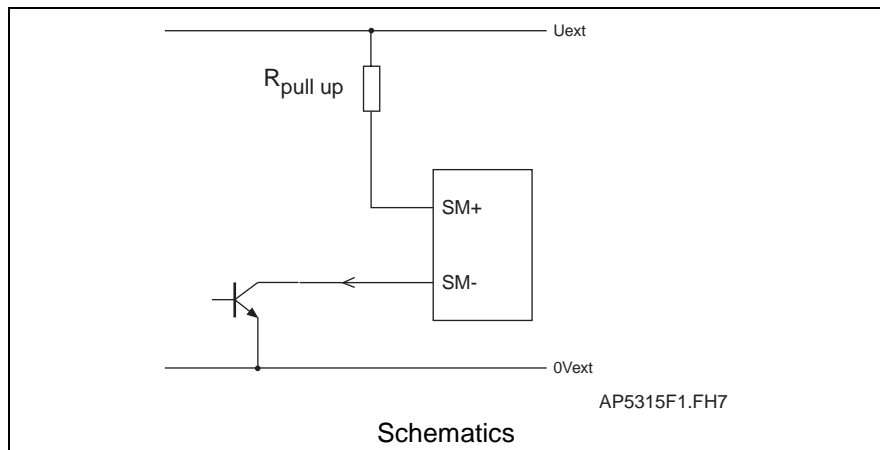 Uext
Rpull up
SM+
SM-
0Vext
AP5315F1.FH7
Schematics